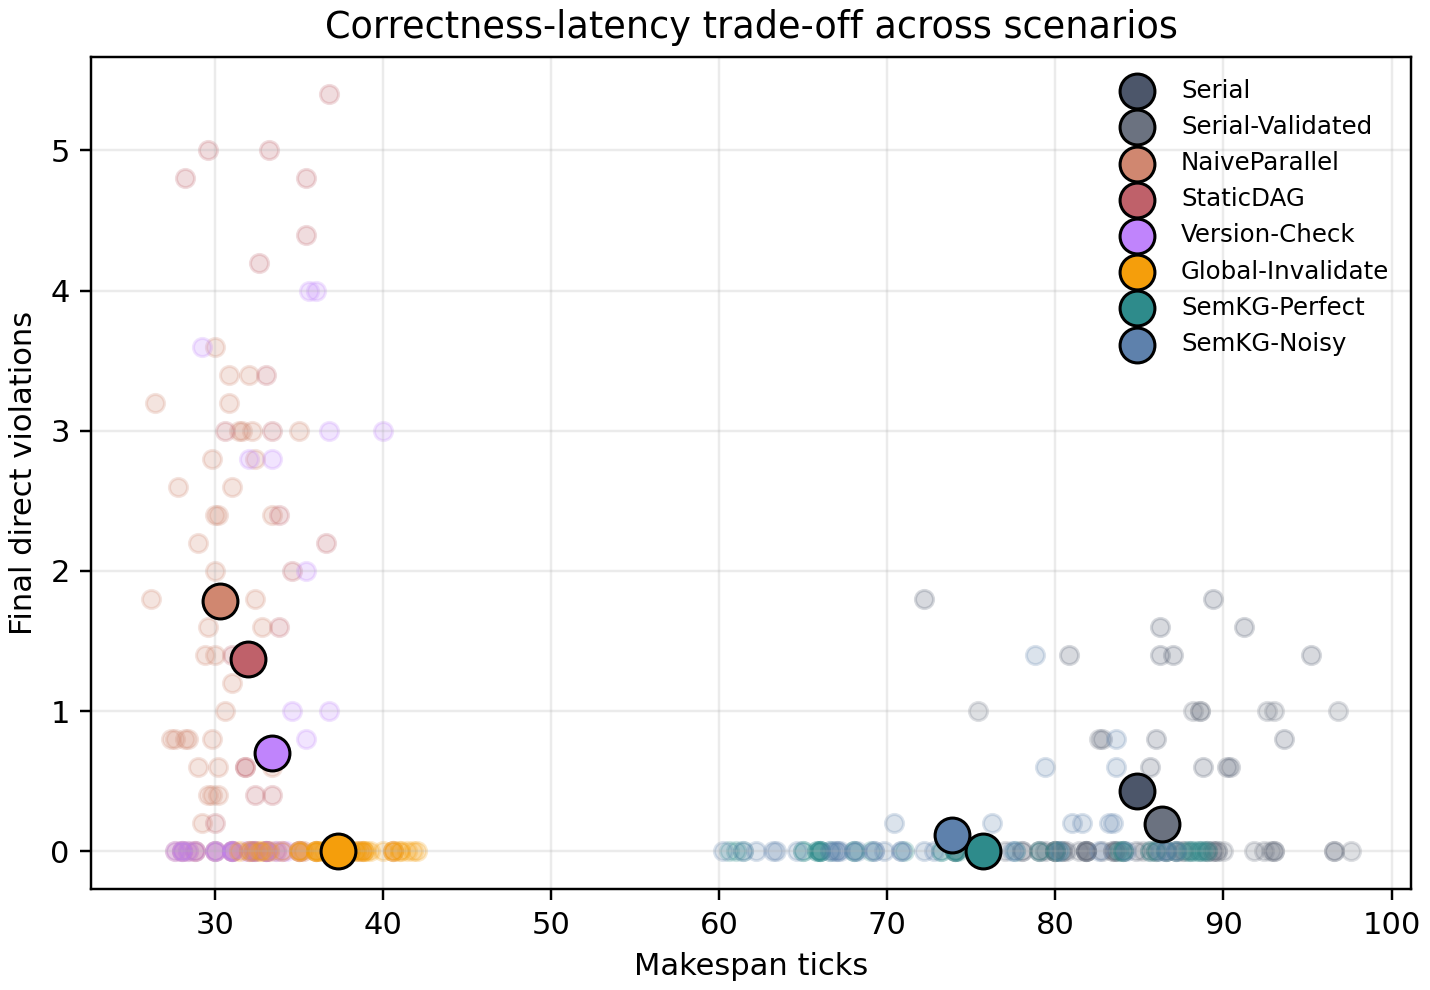 Correctness-latency trade-off across scenarios
Serial
Serial-Validated
NaiveParallel
StaticDAG
Version-Check
Global-Invalidate
SemKG-Perfect
SemKG-Noisy
Final direct violations
5
4
3
2
1
0
30 40 50 60 70 80 90 100
Makespan ticks